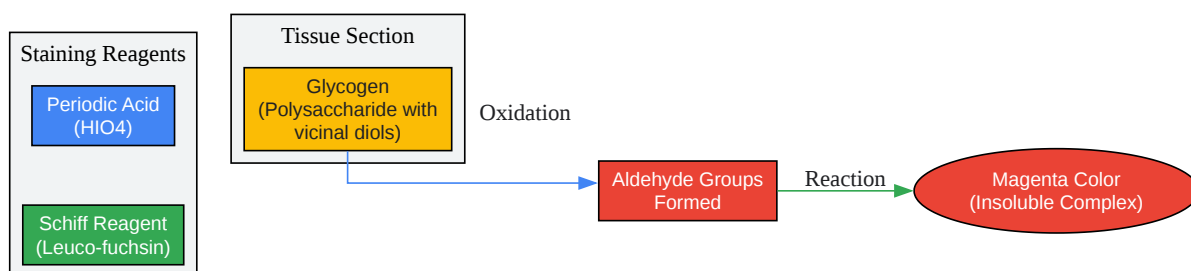 Staining Reagents
Periodic Acid
(HIO4)
Schiff Reagent
(Leuco-fuchsin)
Tissue Section
Glycogen
(Polysaccharide with
vicinal diols)
Oxidation
Aldehyde Groups
Formed
Reaction
Magenta Color
(Insoluble Complex)